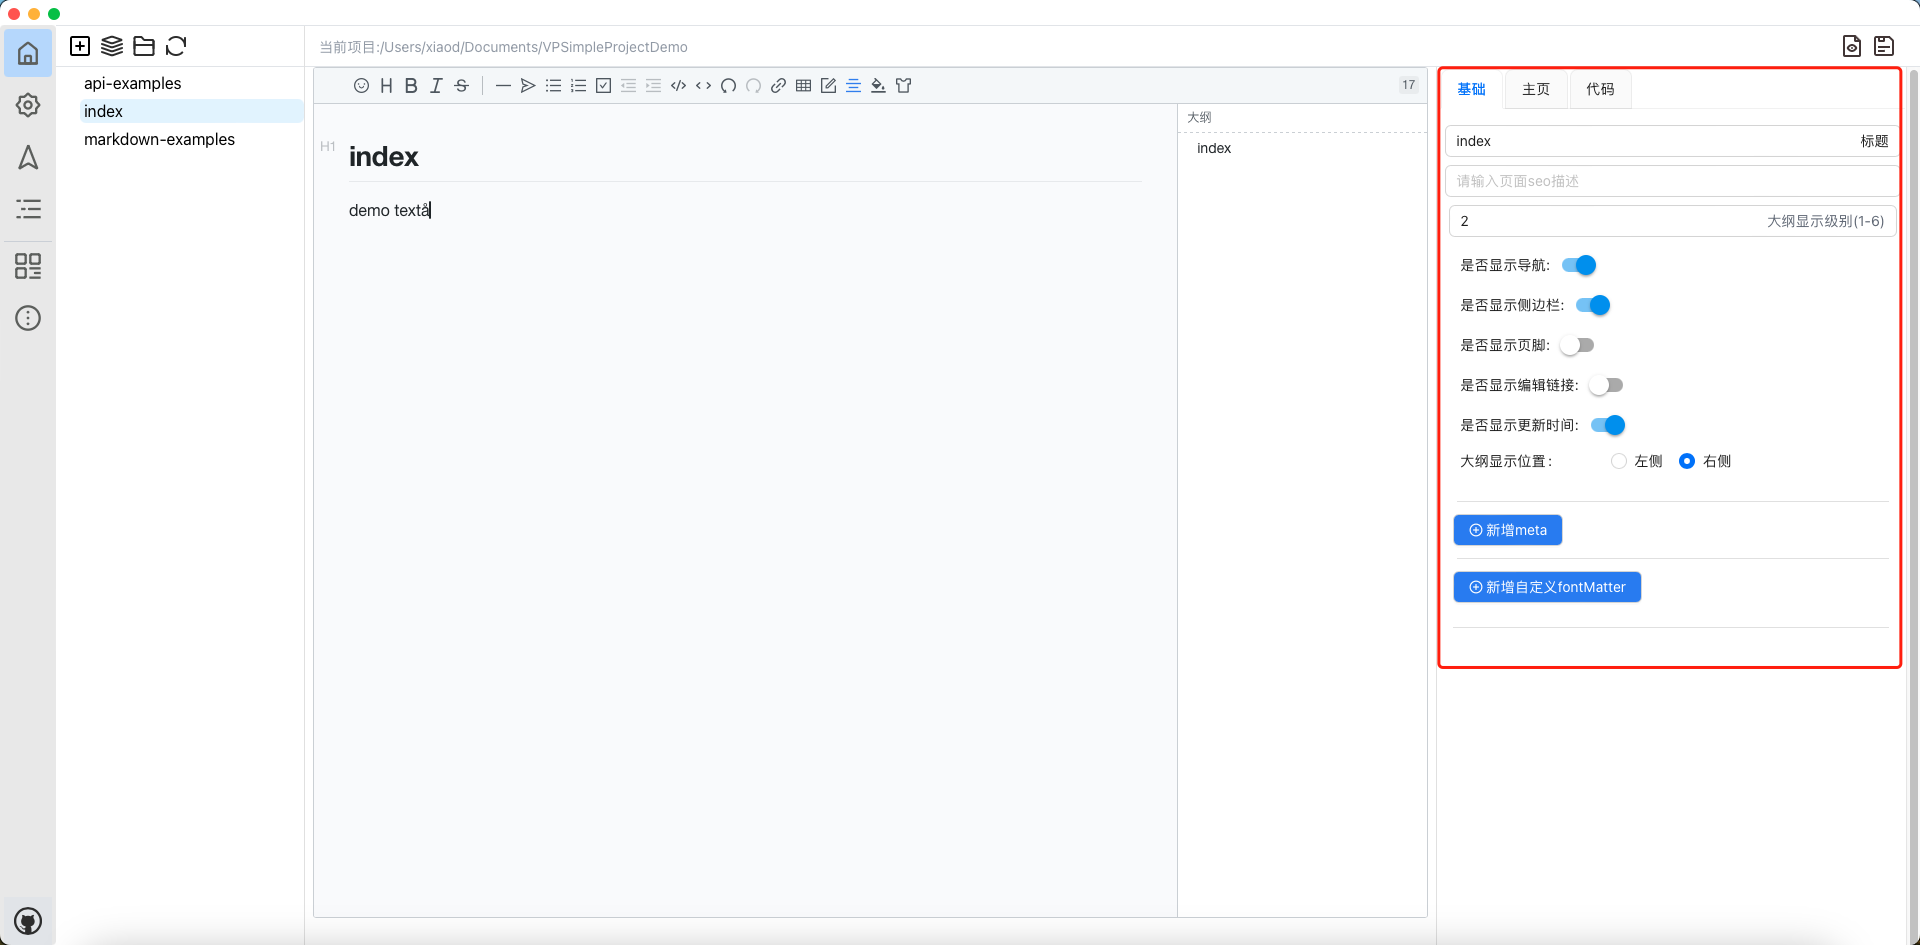 当前项目:/Users/xiaod/Documents/VPSimpleProjectDemo
api-examples
index
markdown-examples
17
H1
index
demo textå
大纲
index
基础
主页
代码
index
标题
请输入页面seo描述
2
大纲显示级别(1-6)
是否显示导航:
是否显示侧边栏:
是否显示页脚:
是否显示编辑链接:
是否显示更新时间:
大纲显示位置: 左侧 右侧
新增meta
新增自定义fontMatter